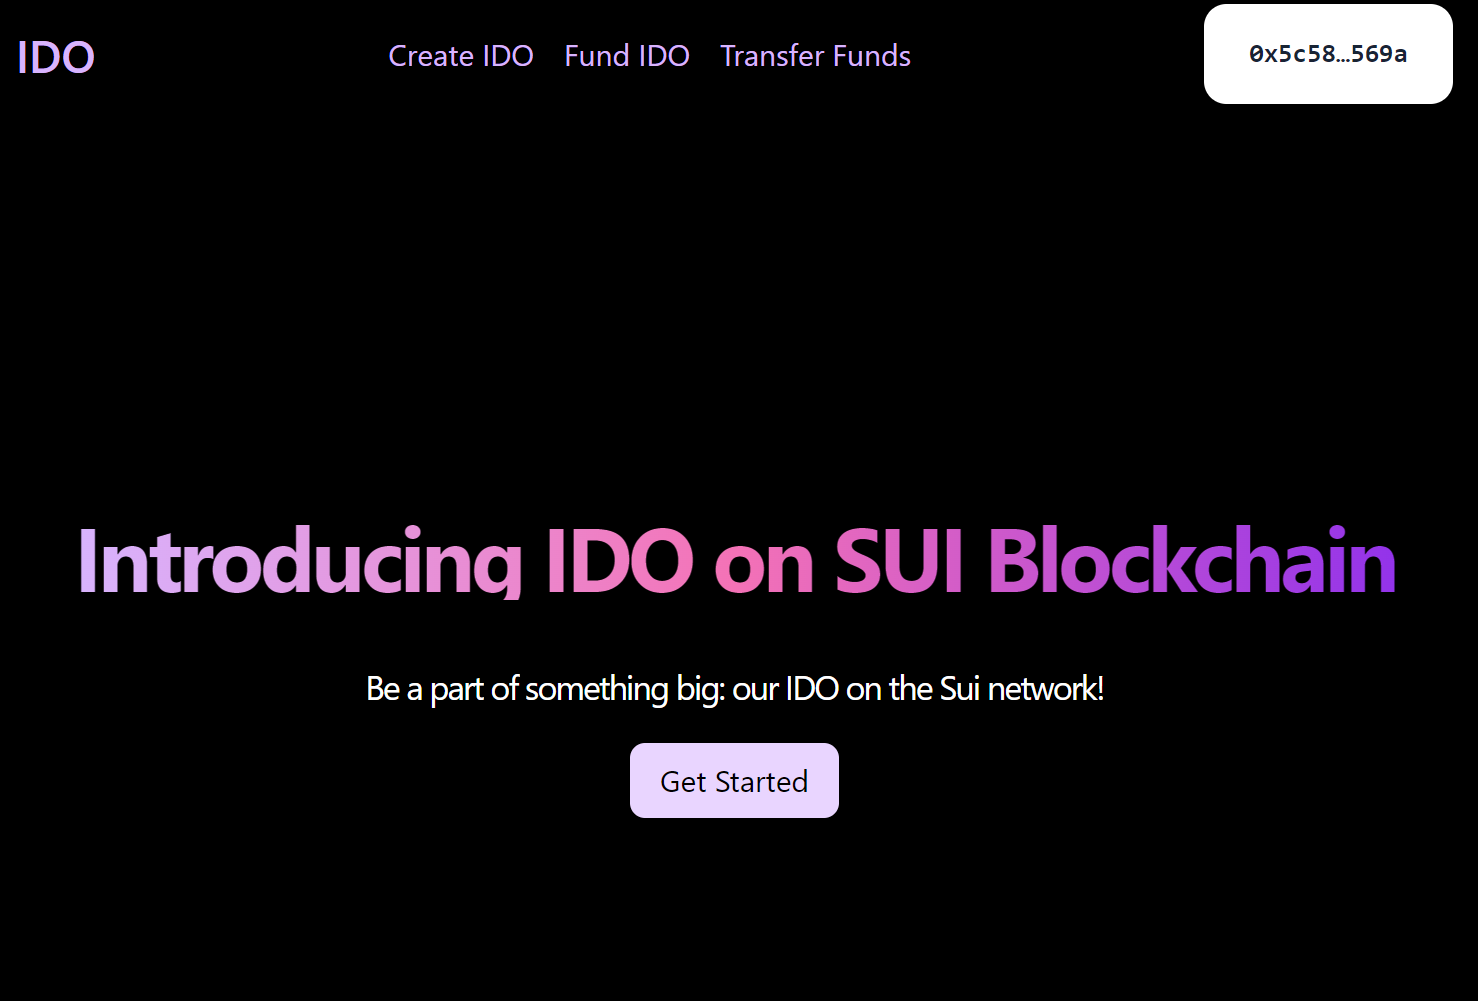 IDO
Create IDO Fund IDO Transfer Funds
0x5c58…569a
Introducing IDO on SUI Blockchain
Be a part of something big: our IDO on the Sui network!
Get Started